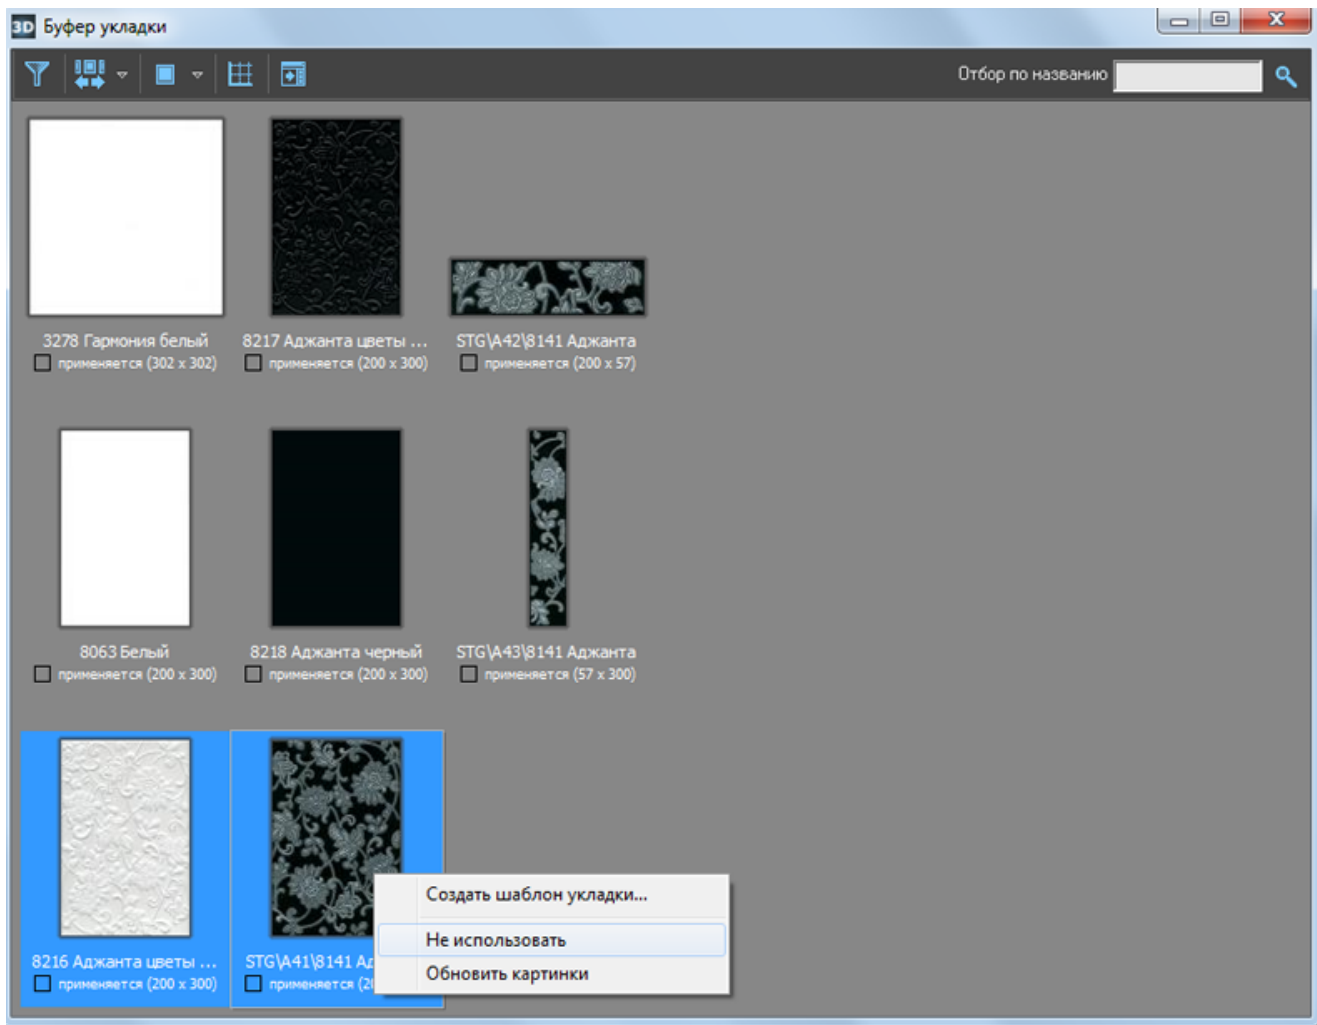 3D Буфер укладки
Отбор по названию
3278 Гармония белый
применяется (302 x 302)
8217 Аджанта цветы ...
применяется (200 x 300)
STG\A42\8141 Аджанта
применяется (200 x 57)
8063 Белый
применяется (200 x 300)
8218 Аджанта черный
применяется (200 x 300)
STG\A43\8141 Аджанта
применяется (57 x 300)
8216 Аджанта цветы ...
применяется (200 x 300)
STG\A41\8141
применяется
Создать шаблон укладки...
Не использовать
Обновить картинки